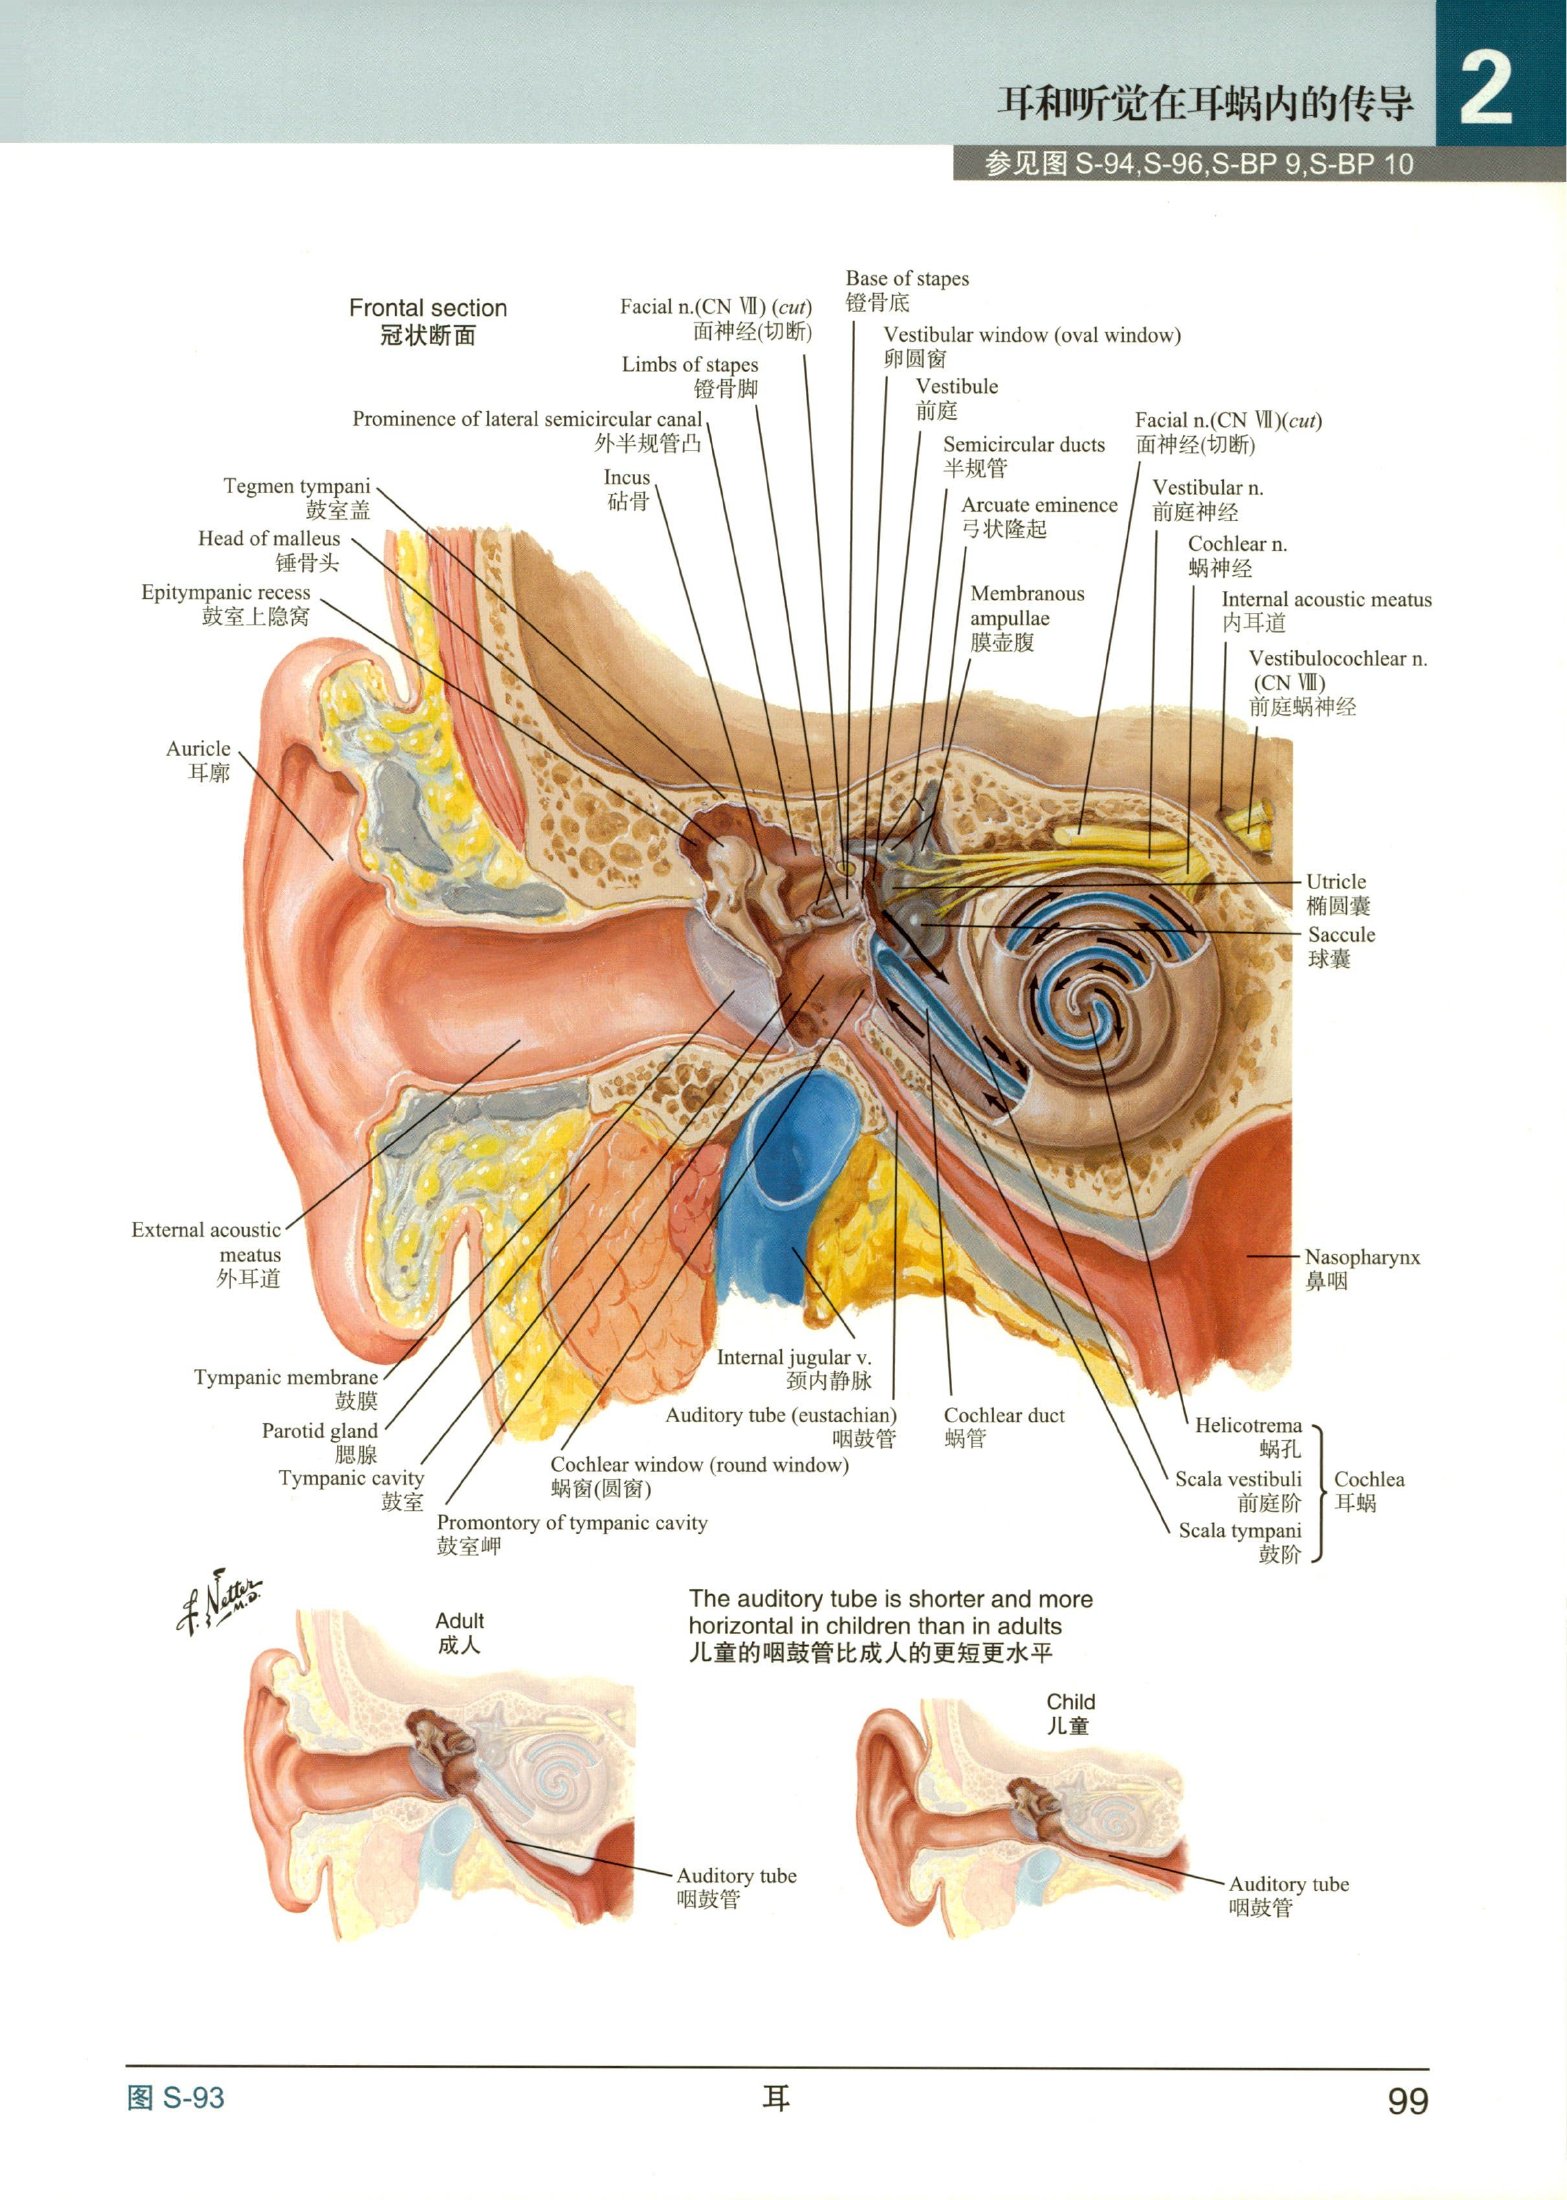 耳和听觉在耳蜗内的传导
2
参见图 S-94,S-96,S-BP 9,S-BP 10
Frontal section
冠状断面
Facial n.(CN Ⅶ) (cut)
面神经(切断)
Base of stapes
镫骨底
Limbs of stapes
镫骨脚
Vestibular window (oval window)
卵圆窗
Prominence of lateral semicircular canal
外半规管凸
Vestibule
前庭
Facial n.(CN Ⅶ)(cut)
面神经(切断)
Semicircular ducts
半规管
Tegmen tympani
鼓室盖
Incus
砧骨
Arcuate eminence
弓状隆起
Vestibular n.
前庭神经
Head of malleus
锤骨头
Cochlear n.
蜗神经
Epitympanic recess
鼓室上隐窝
Membranous
ampullae
膜壶腹
Internal acoustic meatus
内耳道
Vestibulocochlear n.
(CN Ⅷ)
前庭蜗神经
Auricle
耳廓
Utricle
椭圆囊
Saccule
球囊
External acoustic
meatus
外耳道
Nasopharynx
鼻咽
Tympanic membrane
鼓膜
Internal jugular v.
颈内静脉
Parotid gland
腮腺
Auditory tube (eustachian)
咽鼓管
Cochlear duct
蜗管
Helicotrema
蜗孔
Tympanic cavity
鼓室
Cochlear window (round window)
蜗窗(圆窗)
Scala vestibuli
前庭阶
Cochlea
耳蜗
Promontory of tympanic cavity
鼓室岬
Scala tympani
鼓阶
F. Netter
M.D.
Adult
成人
The auditory tube is shorter and more
horizontal in children than in adults
儿童的咽鼓管比成人的更短更水平
Child
儿童
Auditory tube
咽鼓管
Auditory tube
咽鼓管
图 S-93
耳
99